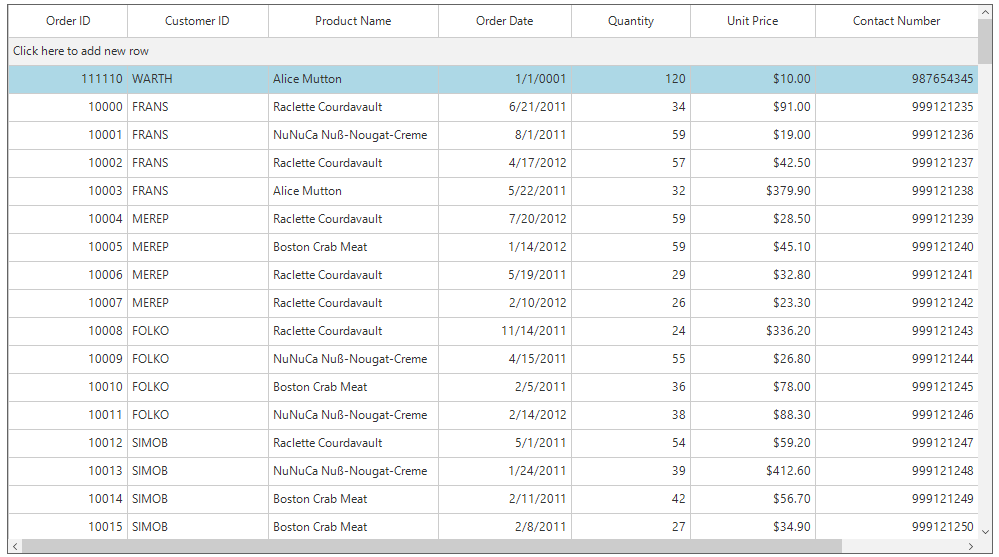 Order ID Customer ID Product Name Order Date Quantity Unit Price Contact Number
Click here to add new row
111110 WARTH Alice Mutton 1/1/0001 120 $10.00 987654345
10000 FRANS Raclette Courdavault 6/21/2011 34 $91.00 999121235
10001 FRANS NuNuCa Nuß-Nougat-Creme 8/1/2011 59 $19.00 999121236
10002 FRANS Raclette Courdavault 4/17/2012 57 $42.50 999121237
10003 FRANS Alice Mutton 5/22/2011 32 $379.90 999121238
10004 MEREP Raclette Courdavault 7/20/2012 59 $28.50 999121239
10005 MEREP Boston Crab Meat 1/14/2012 59 $45.10 999121240
10006 MEREP Raclette Courdavault 5/19/2011 29 $32.80 999121241
10007 MEREP Raclette Courdavault 2/10/2012 26 $23.30 999121242
10008 FOLKO Raclette Courdavault 11/14/2011 24 $336.20 999121243
10009 FOLKO NuNuCa Nuß-Nougat-Creme 4/15/2011 55 $26.80 999121244
10010 FOLKO Boston Crab Meat 2/5/2011 36 $78.00 999121245
10011 FOLKO NuNuCa Nuß-Nougat-Creme 2/14/2012 38 $88.30 999121246
10012 SIMOB Raclette Courdavault 5/1/2011 54 $59.20 999121247
10013 SIMOB NuNuCa Nuß-Nougat-Creme 1/24/2011 39 $412.60 999121248
10014 SIMOB Boston Crab Meat 2/11/2011 42 $56.70 999121249
10015 SIMOB Boston Crab Meat 2/8/2011 27 $34.90 999121250